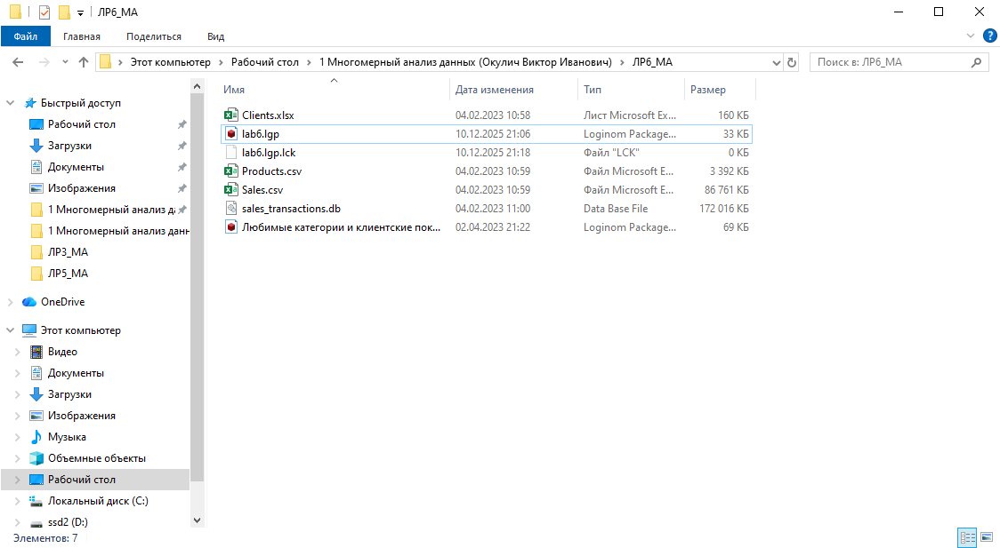 ЛР6_МА
Файл Главная Поделиться Вид
Этот компьютер Рабочий стол 1 Многомерный анализ данных (Окулич Виктор Иванович) ЛР6_МА Поиск в: ЛР6_МА
Имя Дата изменения Тип Размер
Clients.xlsx 04.02.2023 10:58 Лист Microsoft Ex... 160 КБ
lab6.lgp 10.12.2025 21:06 Loginom Package... 33 КБ
lab6.lgp.lck 10.12.2025 21:18 Файл "LCK" 0 КБ
Products.csv 04.02.2023 10:59 Файл Microsoft E... 3 392 КБ
Sales.csv 04.02.2023 10:59 Файл Microsoft E... 86 761 КБ
sales_transactions.db 04.02.2023 11:00 Data Base File 172 016 КБ
Любимые категории и клиентские пок... 02.04.2023 21:22 Loginom Package... 69 КБ
Быстрый доступ
Рабочий стол
Загрузки
Документы
Изображения
1 Многомерный анализ да
1 Многомерный анализ данн
ЛР3_МА
ЛР5_МА
OneDrive
Этот компьютер
Видео
Документы
Загрузки
Изображения
Музыка
Объемные объекты
Рабочий стол
Локальный диск (C:)
ssd2 (D:)
Элементов: 7